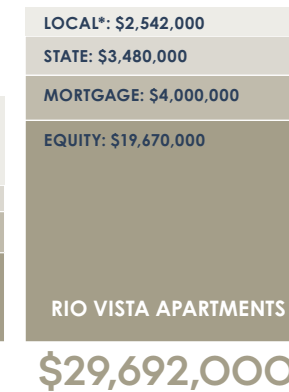 LOCAL*: $2,542,000
STATE: $3,480,000
MORTGAGE: $4,000,000
EQUITY: $19,670,000
RIO VISTA APARTMENTS
$29,692,000